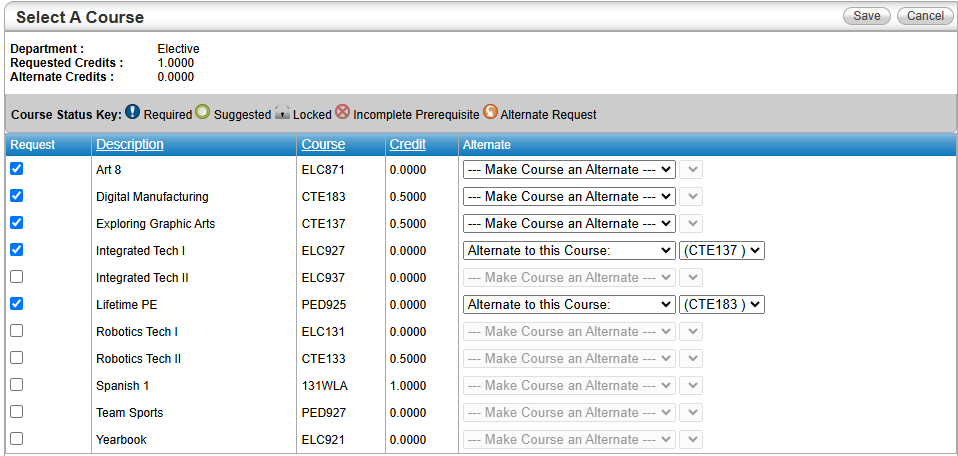 Select A Course Save Cancel
Department : Elective
Requested Credits : 1.0000
Alternate Credits : 0.0000
Course Status Key: Required Suggested Locked Incomplete Prerequisite Alternate Request
Request Description Course Credit Alternate
Art 8 ELC871 0.0000 --- Make Course an Alternate ---
Digital Manufacturing CTE183 0.5000 --- Make Course an Alternate ---
Exploring Graphic Arts CTE137 0.5000 --- Make Course an Alternate ---
Integrated Tech I ELC927 0.0000 Alternate to this Course: (CTE137 )
Integrated Tech II ELC937 0.0000 --- Make Course an Alternate ---
Lifetime PE PED925 0.0000 Alternate to this Course: (CTE183 )
Robotics Tech I ELC131 0.0000 --- Make Course an Alternate ---
Robotics Tech II CTE133 0.5000 --- Make Course an Alternate ---
Spanish 1 131WLA 1.0000 --- Make Course an Alternate ---
Team Sports PED927 0.0000 --- Make Course an Alternate ---
Yearbook ELC921 0.0000 --- Make Course an Alternate ---